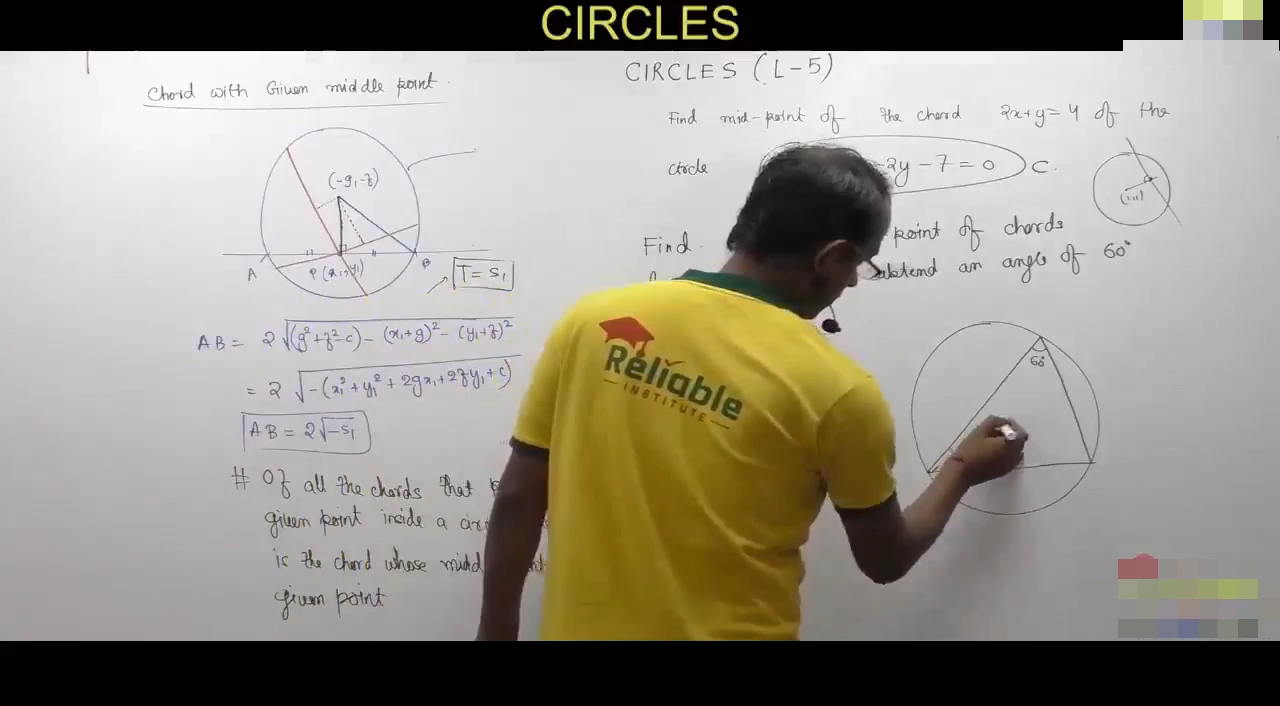 CIRCLES
Chord with Given middle point.
(-g, -f)
A
P(x₁, y₁)
B
T = S₁
AB = 2√(g²+f²-c) - (x₁+g)² - (y₁+f)²
= 2 √-(x₁²+y₁²+2gx₁+2fy₁+c)
AB = 2√-S₁
# Of all the chords that
given point inside a
is the chord whose
given point
CIRCLES (L-5)
Find mid-point of the chord 2x+y=4 of the
circle 2y-7=0 C.
(1,1)
Find point of chords
subtend an angle of 60°
60°
Reliable
INSTITUTE